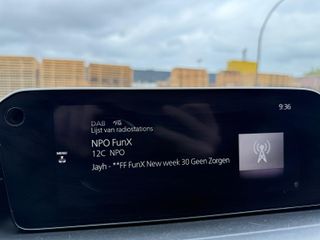 DAB
9:36
Lijst van radiostations
NPO FunX
12C NPO
MENU
Jayh - **FF FunX New week 30 Geen Zorgen